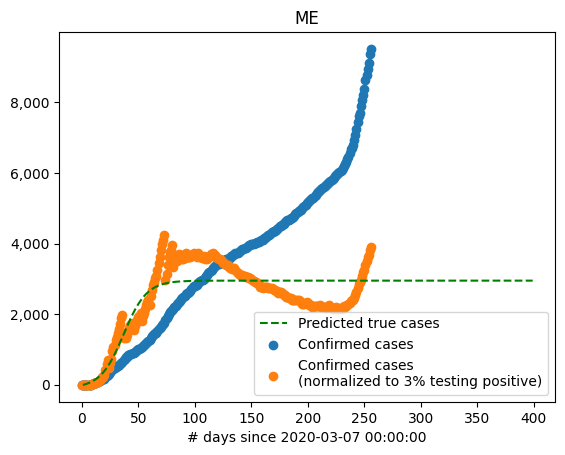 ME
8,000
6,000
4,000
2,000
0
Predicted true cases
Confirmed cases
Confirmed cases
(normalized to 3% testing positive)
0 50 100 150 200 250 300 350 400
# days since 2020-03-07 00:00:00